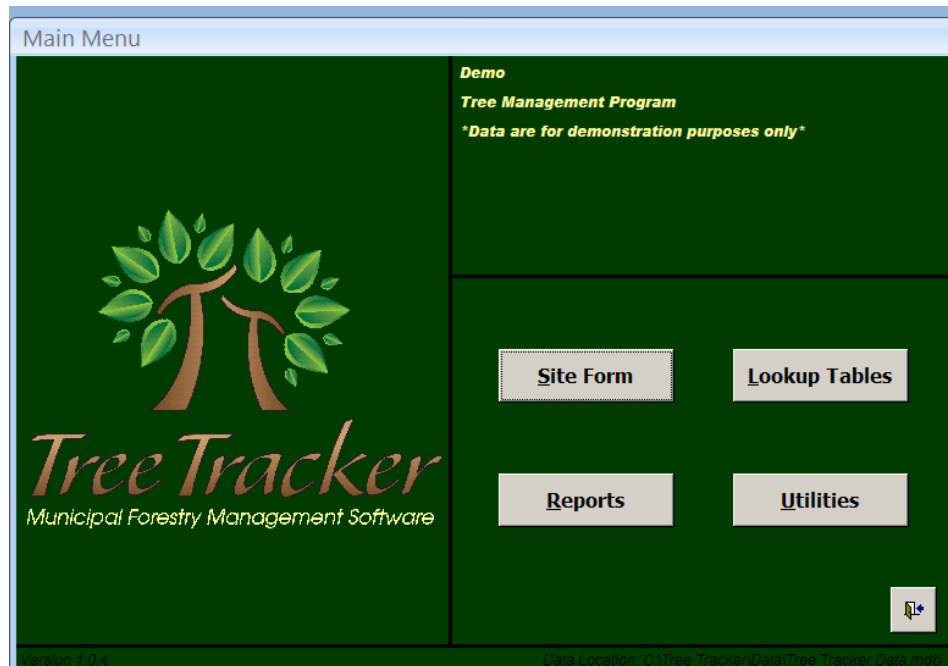 Main Menu
Demo
Tree Management Program
*Data are for demonstration purposes only*
Tree Tracker
Municipal Forestry Management Software
Site Form
Lookup Tables
Reports
Utilities
Version 1.0.4
Data Location: C:\Tree Tracker\Data\Tree Tracker Data.mdb